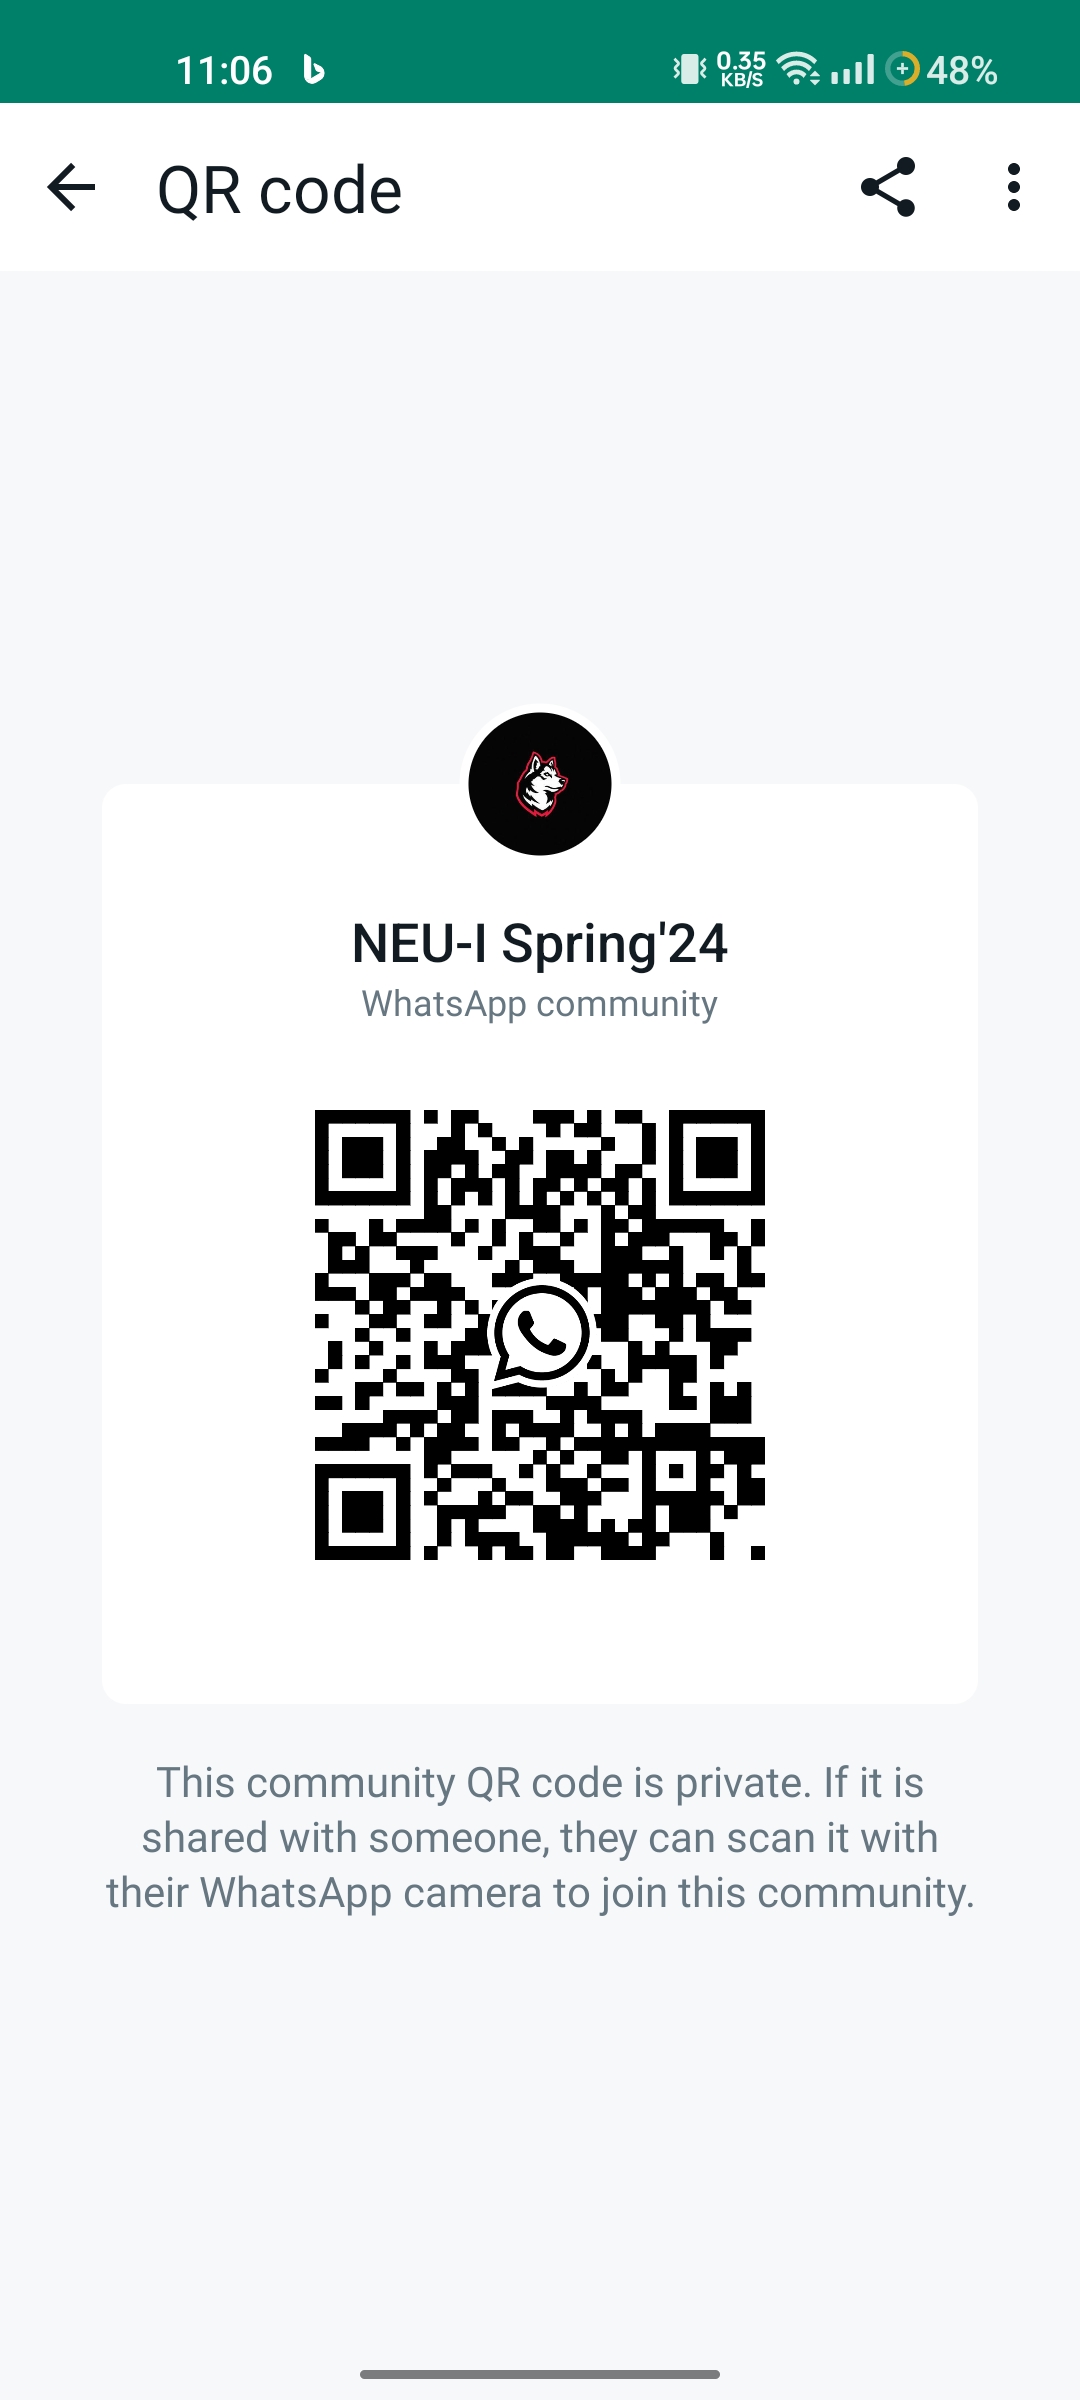 11:06
0.35
KB/S
48%
QR code
NEU-I Spring'24
WhatsApp community
This community QR code is private. If it is
shared with someone, they can scan it with
their WhatsApp camera to join this community.